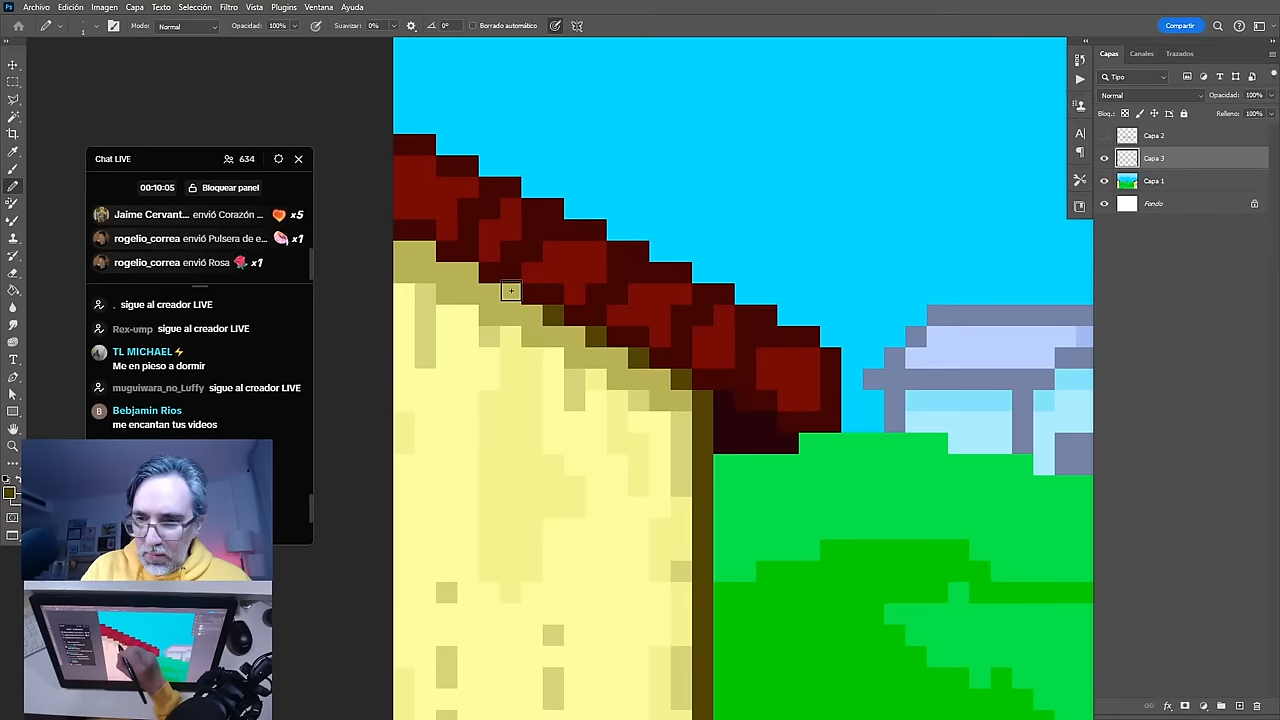 Ps Archivo Edición Imagen Capa Texto Selección Filtro Vista Plugins Ventana Ayuda
1 Modo: Normal Opacidad: 100% Suavizar: 0% 0° Borrado automático Compartir
Capas Canales Trazados
Tipo
Normal Opacidad: 100%
Bloq.: Relleno: 100%
Capa 2
Capa 3
Capa 1
Fondo
Chat LIVE 634
00:10:05 Bloquear panel
Jaime Cervant... envió Corazón ... x5
rogelio_correa envió Pulsera de e... x1
rogelio_correa envió Rosa x1
. sigue al creador LIVE
Rex-ump sigue al creador LIVE
TL MICHAEL⚡
Me en pieso a dormir
muguiwara_no_Luffy sigue al creador LIVE
B Bebjamin Rios
me encantan tus videos